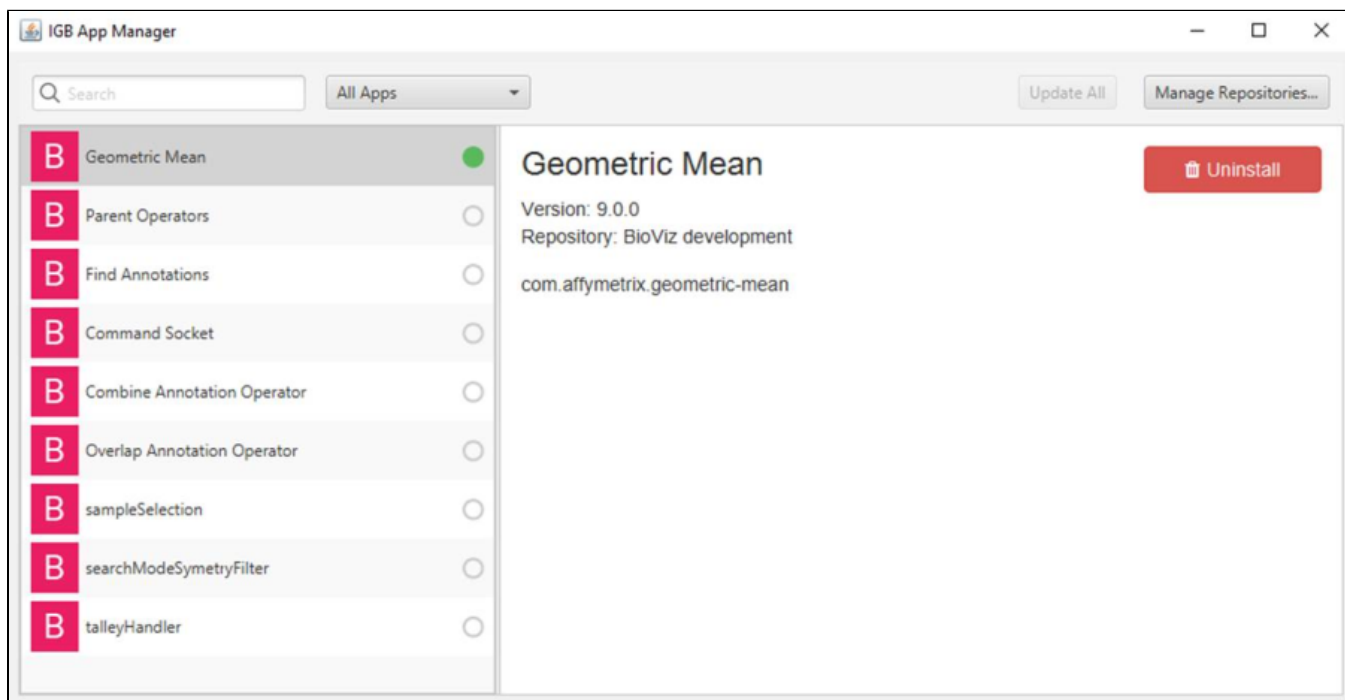 IGB App Manager
Search
All Apps
Update All
Manage Repositories...
B Geometric Mean
B Parent Operators
B Find Annotations
B Command Socket
B Combine Annotation Operator
B Overlap Annotation Operator
B sampleSelection
B searchModeSymetryFilter
B talleyHandler
Geometric Mean
Uninstall
Version: 9.0.0
Repository: BioViz development
com.affymetrix.geometric-mean